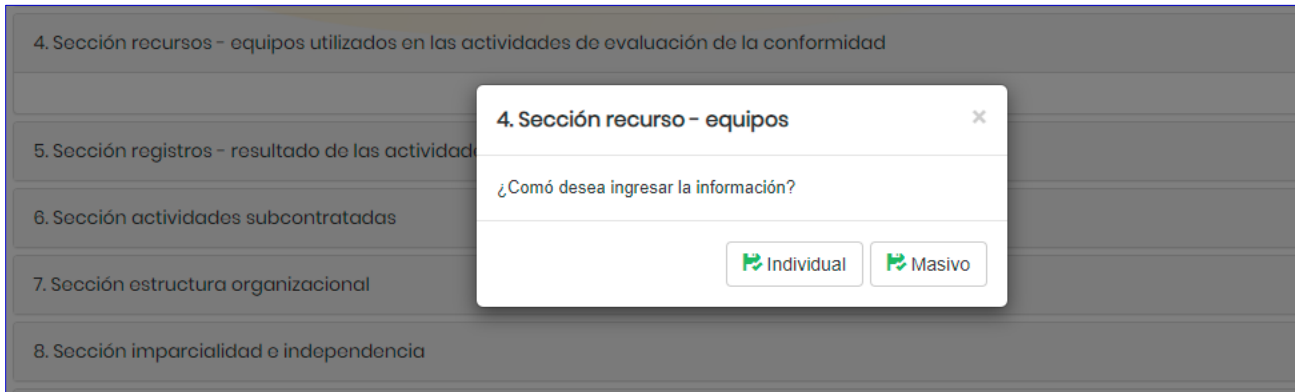 4. Sección recursos - equipos utilizados en las actividades de evaluación de la conformidad
4. Sección recurso - equipos
×
5. Sección registros - resultado de las actividade
¿Comó desea ingresar la información?
6. Sección actividades subcontratadas
Individual
Masivo
7. Sección estructura organizacional
8. Sección imparcialidad e independencia